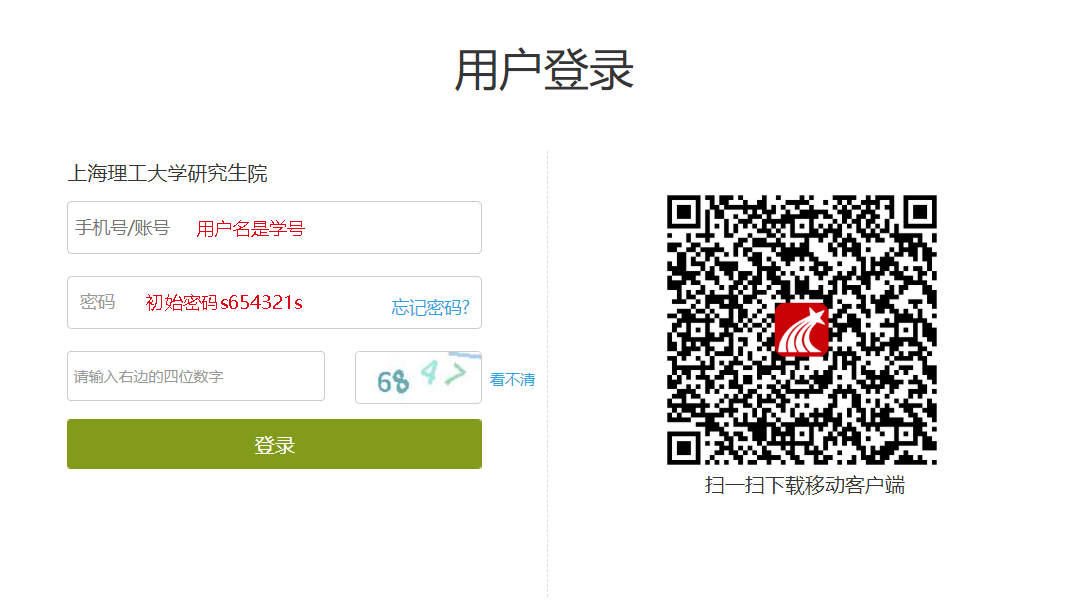 用户登录
上海理工大学研究生院
手机号/账号 用户名是学号
密码 初始密码s654321s 忘记密码?
请输入右边的四位数字 6847 看不清
登录
扫一扫下载移动客户端